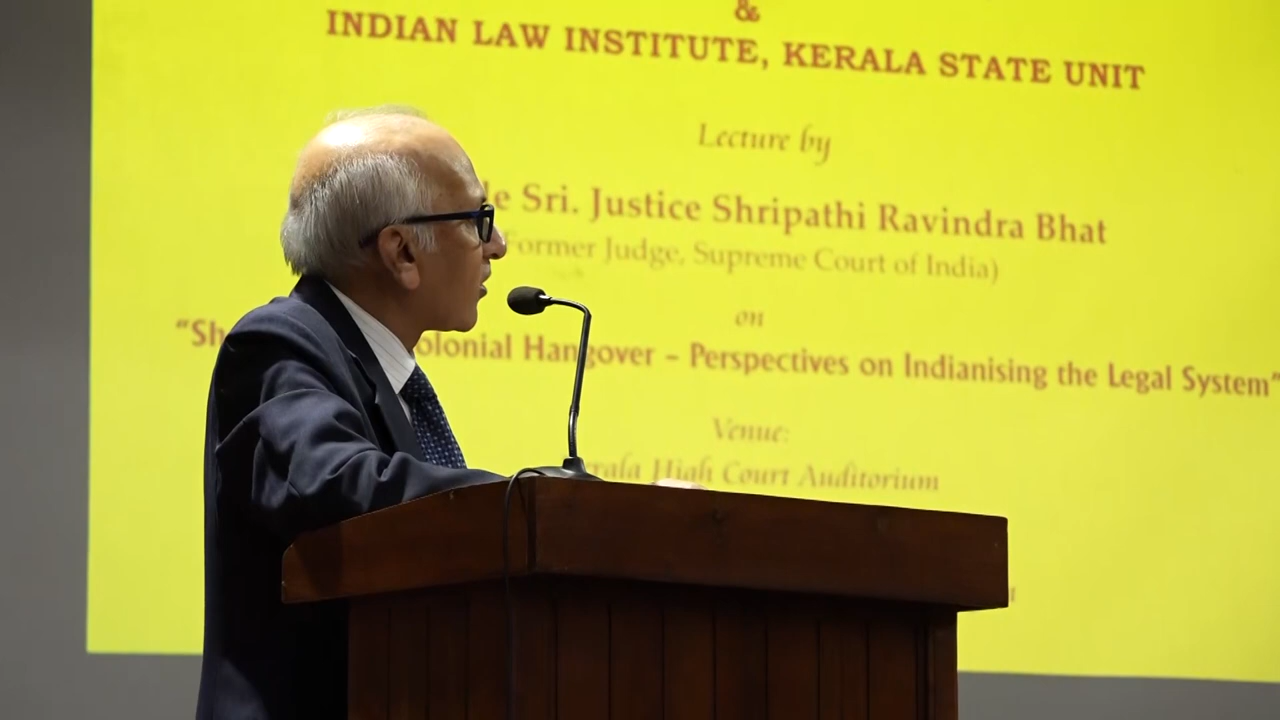 &
INDIAN LAW INSTITUTE, KERALA STATE UNIT
Lecture by
Sri. Justice Shripathi Ravindra Bhat
Former Judge, Supreme Court of India)
on
Hangover – Perspectives on Indianising the Legal System”
Venue:
High Court Auditorium